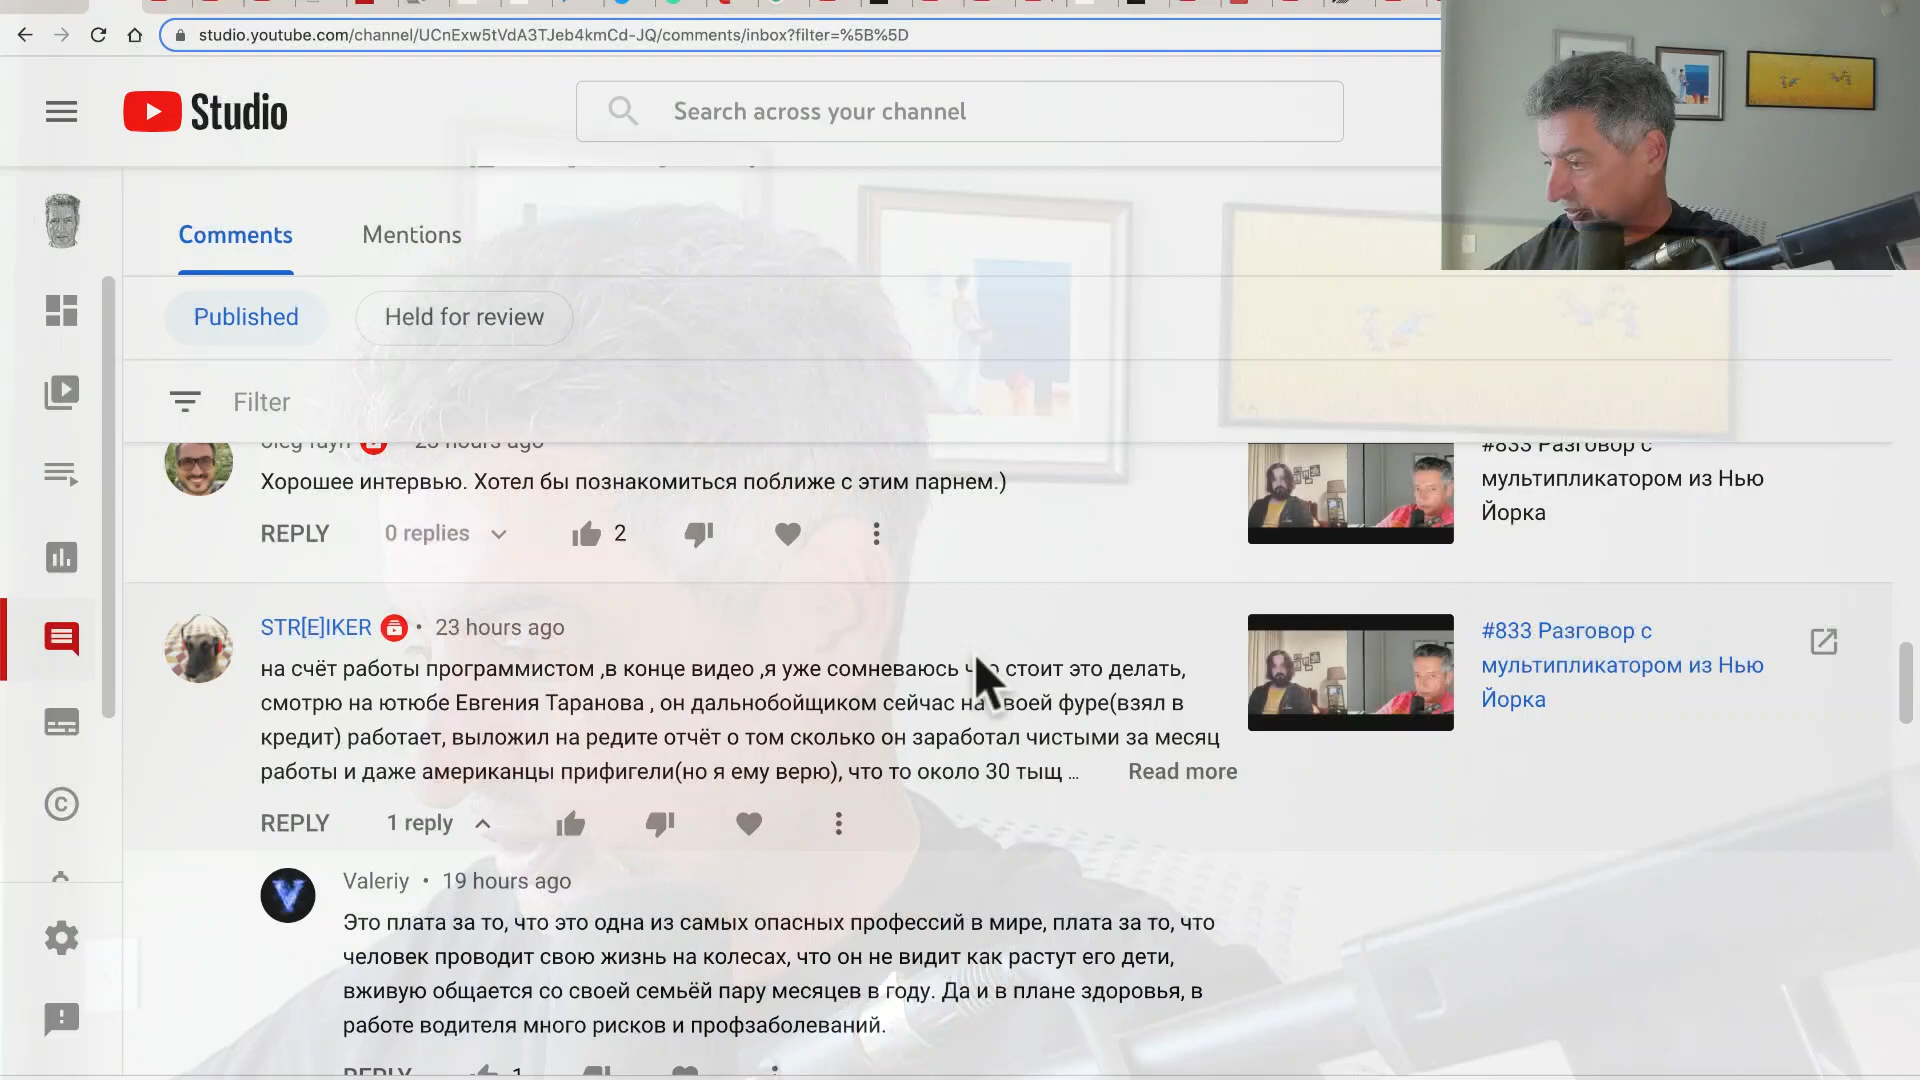 studio.youtube.com/channel/UCnExw5tVdA3TJeb4kmCd-JQ/comments/inbox?filter=%5B%5D
Studio
Search across your channel
Comments
Mentions
Published
Held for review
Filter
23 hours ago
Хорошее интервью. Хотел бы познакомиться поближе с этим парнем.)
REPLY
0 replies
2
#833 Разговор с
мультипликатором из Нью
Йорка
STR[E]IKER • 23 hours ago
на счёт работы программистом ,в конце видео ,я уже сомневаюсь стоит это делать,
смотрю на ютюбе Евгения Таранова , он дальнобойщиком сейчас на своей фуре(взял в
кредит) работает, выложил на редите отчёт о том сколько он заработал чистыми за месяц
работы и даже американцы прифигели(но я ему верю), что то около 30 тыщ ...
Read more
REPLY
1 reply
#833 Разговор с
мультипликатором из Нью
Йорка
Valeriy • 19 hours ago
Это плата за то, что это одна из самых опасных профессий в мире, плата за то, что
человек проводит свою жизнь на колесах, что он не видит как растут его дети,
вживую общается со своей семьёй пару месяцев в году. Да и в плане здоровья, в
работе водителя много рисков и профзаболеваний.
REPLY
1